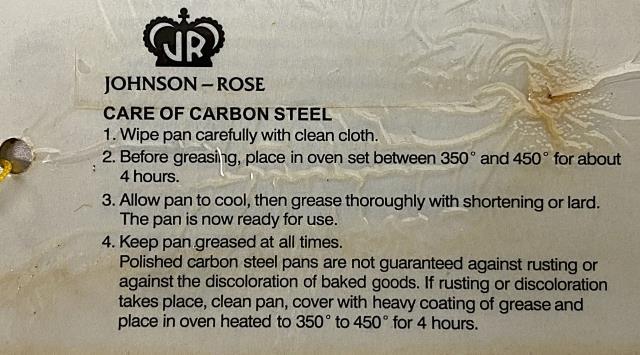 JR
JOHNSON – ROSE
CARE OF CARBON STEEL
1. Wipe pan carefully with clean cloth.
2. Before greasing, place in oven set between 350° and 450° for about
4 hours.
3. Allow pan to cool, then grease thoroughly with shortening or lard.
The pan is now ready for use.
4. Keep pan greased at all times.
Polished carbon steel pans are not guaranteed against rusting or
against the discoloration of baked goods. If rusting or discoloration
takes place, clean pan, cover with heavy coating of grease and
place in oven heated to 350° to 450° for 4 hours.